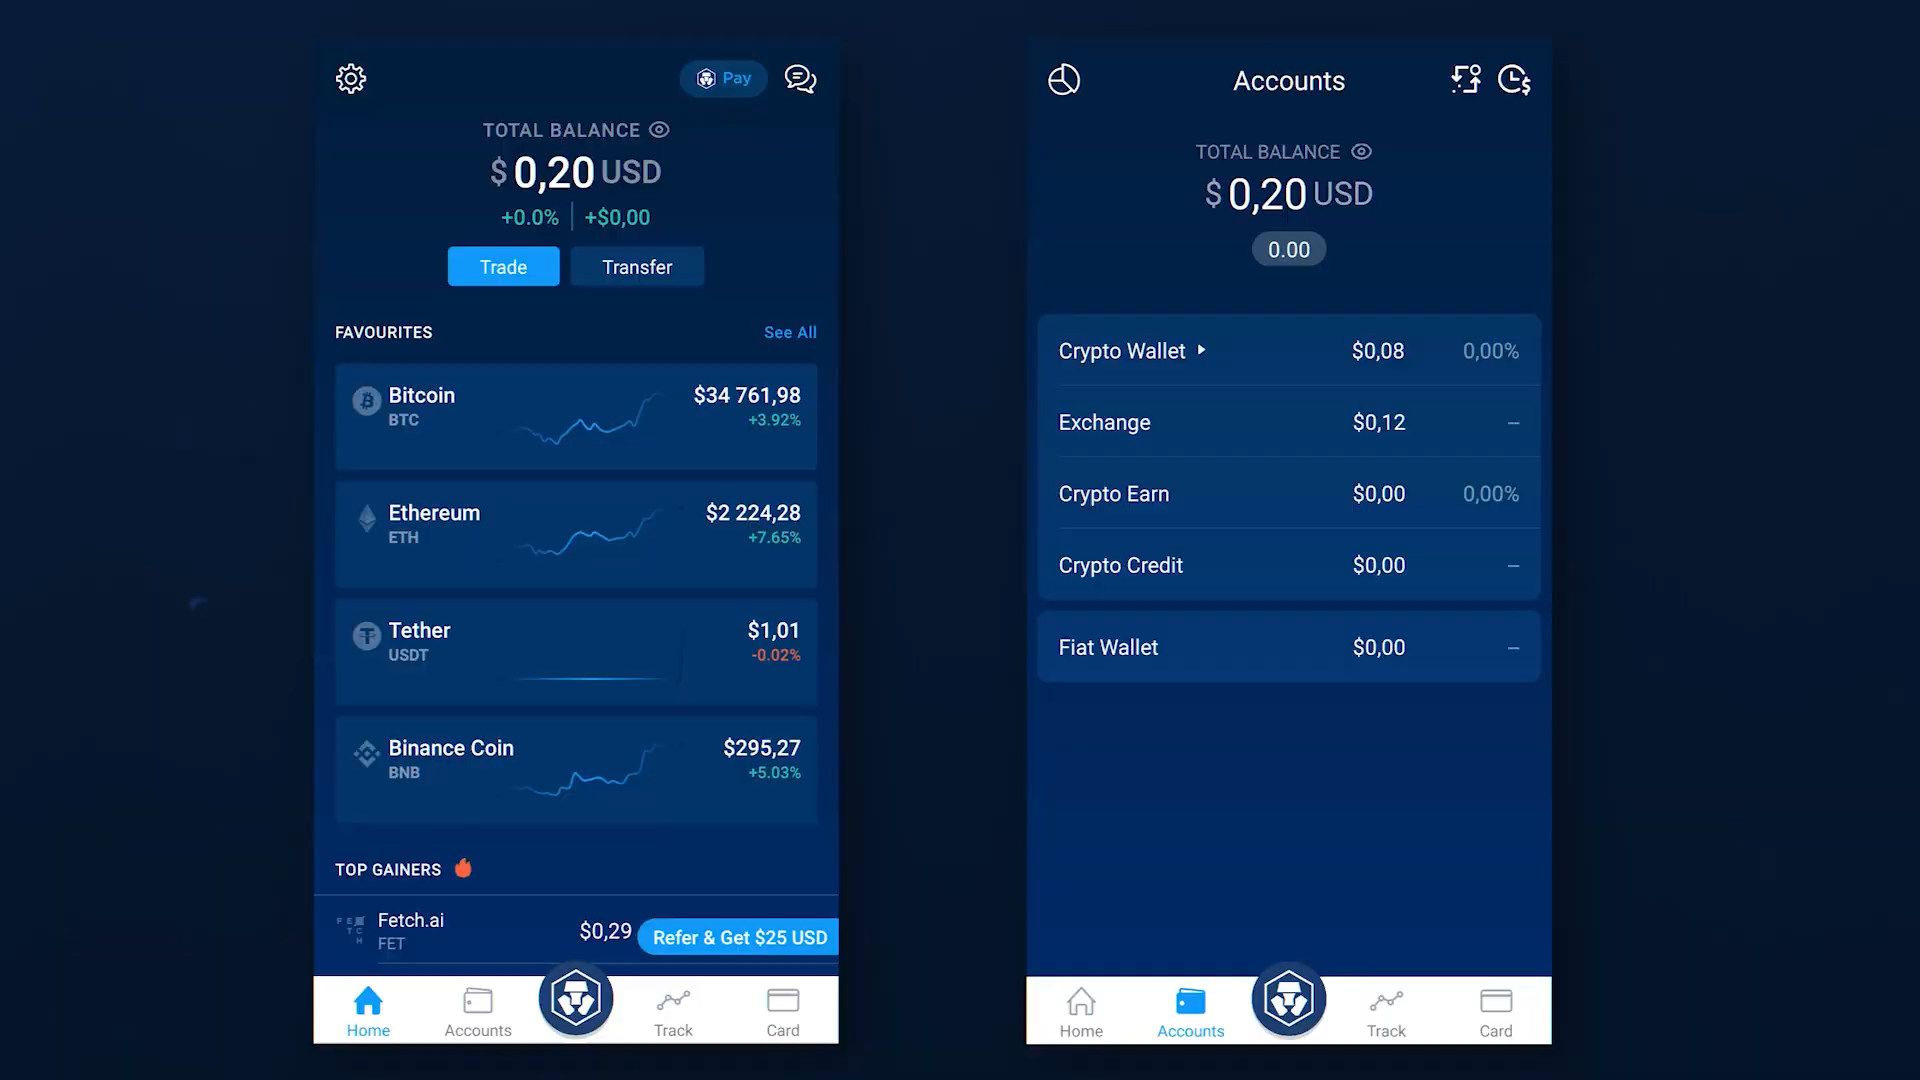 Pay
TOTAL BALANCE
$ 0,20 USD
+0.0% +$0,00
Trade Transfer
FAVOURITES See All
Bitcoin $34 761,98
BTC +3.92%
Ethereum $2 224,28
ETH +7.65%
Tether $1,01
USDT -0.02%
Binance Coin $295,27
BNB +5.03%
TOP GAINERS
FETCH
Fetch.ai $0,29
FET
Refer & Get $25 USD
Home Accounts Track Card
Accounts
TOTAL BALANCE
$ 0,20 USD
0.00
Crypto Wallet $0,08 0,00%
Exchange $0,12 –
Crypto Earn $0,00 0,00%
Crypto Credit $0,00 –
Fiat Wallet $0,00 –
Home Accounts Track Card